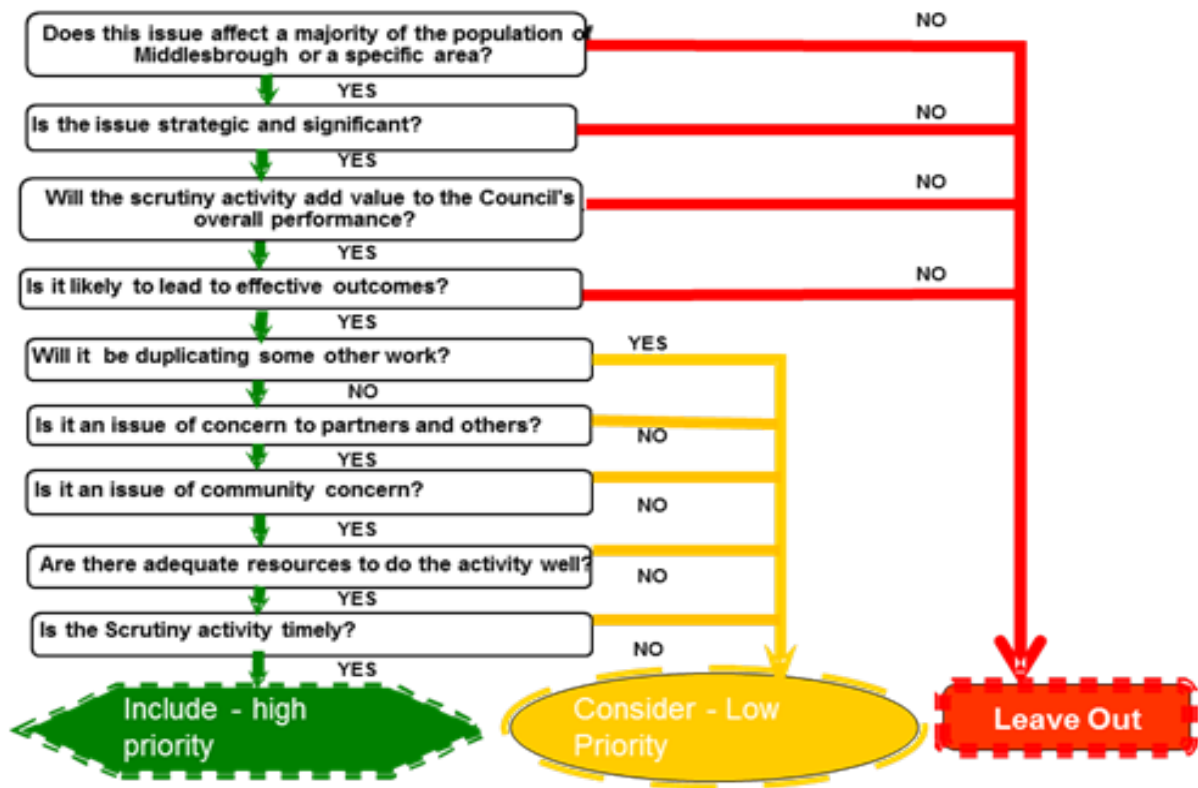 Does this issue affect a majority of the population of
Middlesbrough or a specific area?
NO
YES
Is the issue strategic and significant?
NO
YES
Will the scrutiny activity add value to the Council's
overall performance?
NO
YES
Is it likely to lead to effective outcomes?
NO
YES
Will it be duplicating some other work?
YES
NO
Is it an issue of concern to partners and others?
NO
YES
Is it an issue of community concern?
NO
YES
Are there adequate resources to do the activity well?
NO
YES
Is the Scrutiny activity timely?
NO
YES
Include - high
priority
Consider - Low
Priority
Leave Out